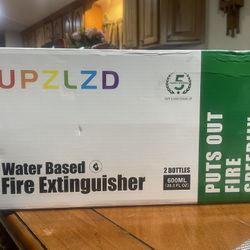 UPZLZD
5
Water Based
Fire Extinguisher
2 BOTTLES
600ML
PUTS OUT
FIRE